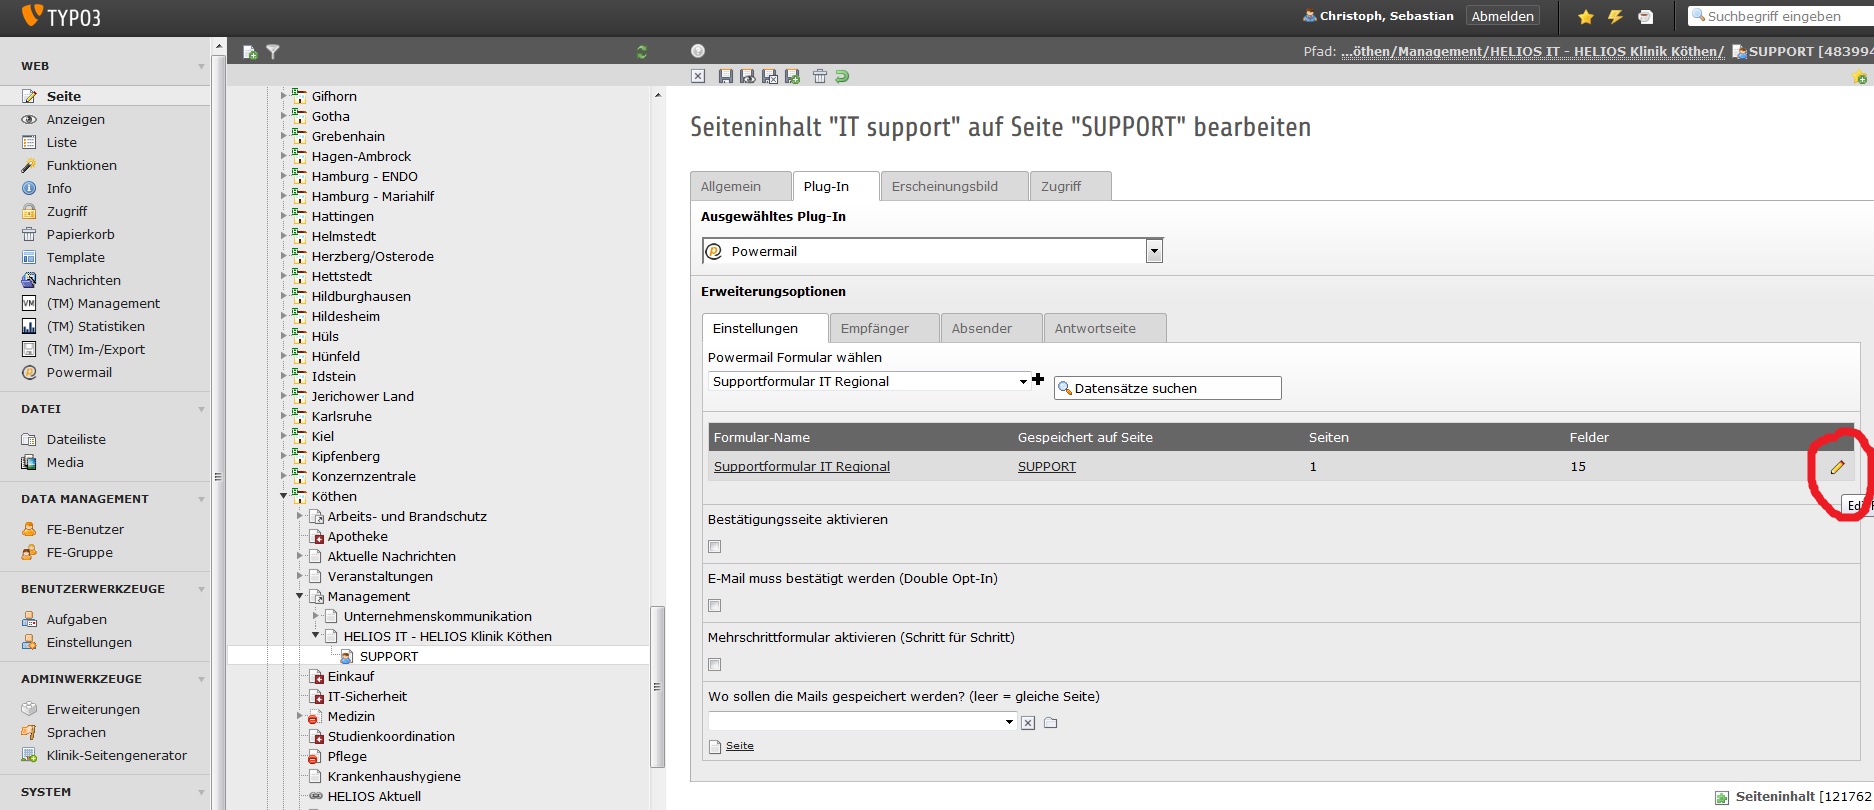 TYPO3
Christoph, Sebastian
Abmelden
Suchbegriff eingeben
WEB
Seite
Anzeigen
Liste
Funktionen
Info
Zugriff
Papierkorb
Template
Nachrichten
(TM) Management
(TM) Statistiken
(TM) Im-/Export
Powermail
DATEI
Dateiliste
Media
DATA MANAGEMENT
FE-Benutzer
FE-Gruppe
BENUTZERWERKZEUGE
Aufgaben
Einstellungen
ADMINWERKZEUGE
Erweiterungen
Sprachen
Klinik-Seitengenerator
SYSTEM
Gifhorn
Gotha
Grebenhain
Hagen-Ambrock
Hamburg - ENDO
Hamburg - Mariahilf
Hattingen
Helmstedt
Herzberg/Osterode
Hettstedt
Hildburghausen
Hildesheim
Hüls
Hünfeld
Idstein
Jerichower Land
Karlsruhe
Kiel
Kipfenberg
Konzernzentrale
Köthen
Arbeits- und Brandschutz
Apotheke
Aktuelle Nachrichten
Veranstaltungen
Management
Unternehmenskommunikation
HELIOS IT - HELIOS Klinik Köthen
SUPPORT
Einkauf
IT-Sicherheit
Medizin
Studienkoordination
Pflege
Krankenhaushygiene
HELIOS Aktuell
Pfad: ...öthen/Management/HELIOS IT - HELIOS Klinik Köthen/ SUPPORT [483994
Seiteninhalt "IT support" auf Seite "SUPPORT" bearbeiten
Allgemein Plug-In Erscheinungsbild Zugriff
Ausgewähltes Plug-In
Powermail
Erweiterungsoptionen
Einstellungen Empfänger Absender Antwortseite
Powermail Formular wählen
Supportformular IT Regional Datensätze suchen
Formular-Name Gespeichert auf Seite Seiten Felder
Supportformular IT Regional SUPPORT 1 15
Bestätigungsseite aktivieren
E-Mail muss bestätigt werden (Double Opt-In)
Mehrschrittformular aktivieren (Schritt für Schritt)
Wo sollen die Mails gespeichert werden? (leer = gleiche Seite)
Seite
Seiteninhalt [121762